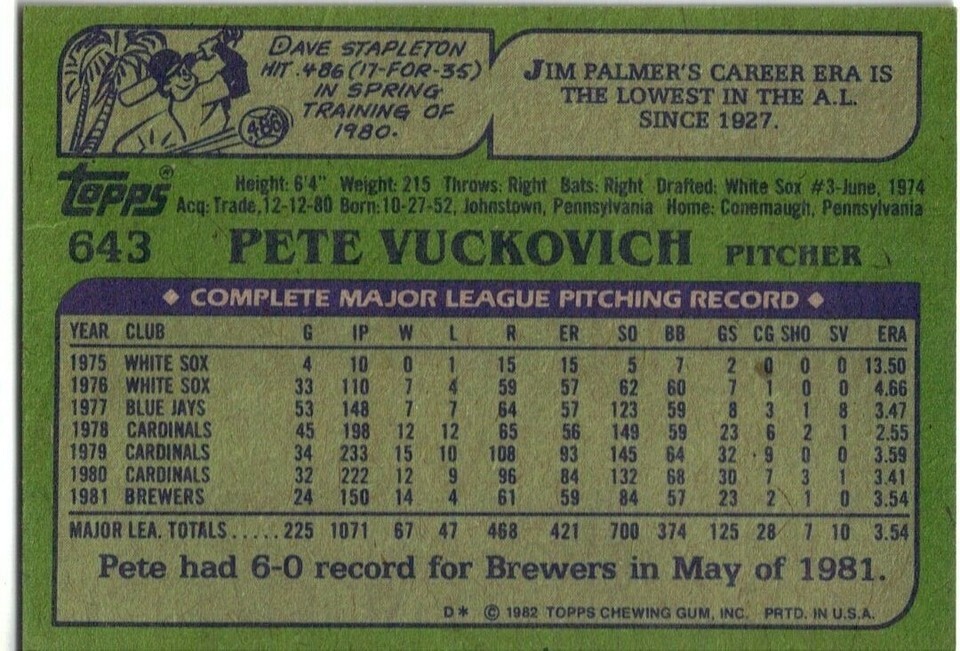 DAVE STAPLETON
HIT .486 (17-FOR-35)
IN SPRING
TRAINING OF
1980.
486
JIM PALMER'S CAREER ERA IS
THE LOWEST IN THE A.L.
SINCE 1927.
topps®
Height: 6'4" Weight: 215 Throws: Right Bats: Right Drafted: White Sox #3-June, 1974
Acq: Trade, 12-12-80 Born: 10-27-52, Johnstown, Pennsylvania Home: Conemaugh, Pennsylvania
643 PETE VUCKOVICH PITCHER
◆ COMPLETE MAJOR LEAGUE PITCHING RECORD ◆
YEAR CLUB G IP W L R ER SO BB GS CG SHO SV ERA
1975 WHITE SOX 4 10 0 1 15 15 5 7 2 0 0 0 13.50
1976 WHITE SOX 33 110 7 4 59 57 62 60 7 1 0 0 4.66
1977 BLUE JAYS 53 148 7 7 64 57 123 59 8 3 1 8 3.47
1978 CARDINALS 45 198 12 12 65 56 149 59 23 6 2 1 2.55
1979 CARDINALS 34 233 15 10 108 93 145 64 32 9 0 0 3.59
1980 CARDINALS 32 222 12 9 96 84 132 68 30 7 3 1 3.41
1981 BREWERS 24 150 14 4 61 59 84 57 23 2 1 0 3.54
MAJOR LEA. TOTALS ..... 225 1071 67 47 468 421 700 374 125 28 7 10 3.54
Pete had 6-0 record for Brewers in May of 1981.
D* © 1982 TOPPS CHEWING GUM, INC. PRTD. IN U.S.A.